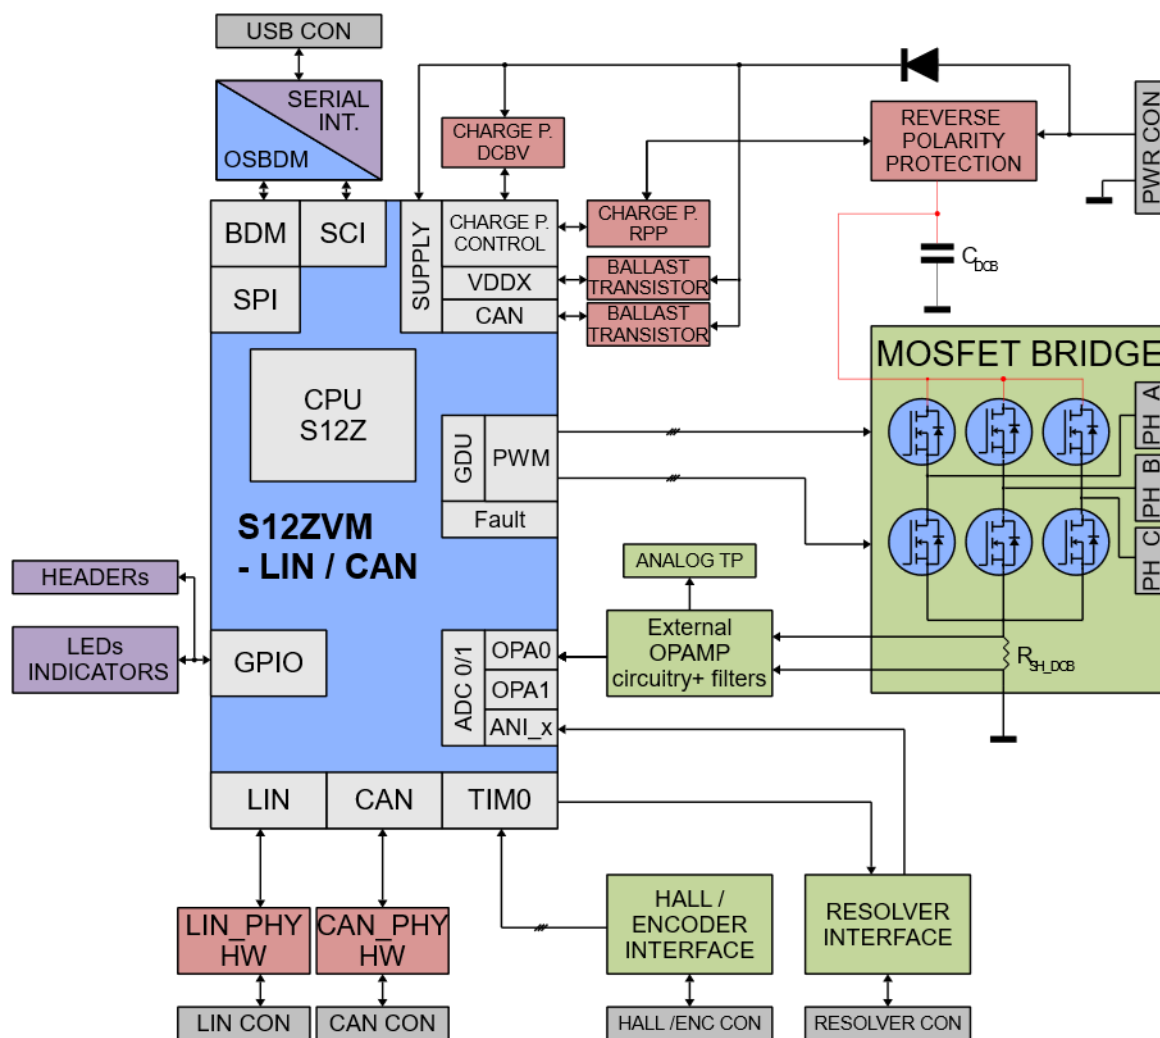 USB CON
SERIAL
INT.
OSBDM
CHARGE P.
DCBV
REVERSE
POLARITY
PROTECTION
PWR CON
BDM
SCI
SUPPLY
CHARGE P.
CONTROL
CHARGE P.
RPP
SPI
VDDX
BALLAST
TRANSISTOR
CAN
BALLAST
TRANSISTOR
C_DCB
MOSFET BRIDGE
CPU
S12Z
PH_A
GDU
PWM
PH_B
Fault
S12ZVM
- LIN / CAN
PH_C
ANALOG TP
HEADERs
LEDs
INDICATORS
GPIO
ADC 0/1
OPA0
OPA1
ANI_x
External
OPAMP
circuitry+ filters
R_SH_DCB
LIN
CAN
TIM0
LIN_PHY
HW
CAN_PHY
HW
HALL /
ENCODER
INTERFACE
RESOLVER
INTERFACE
LIN CON
CAN CON
HALL /ENC CON
RESOLVER CON